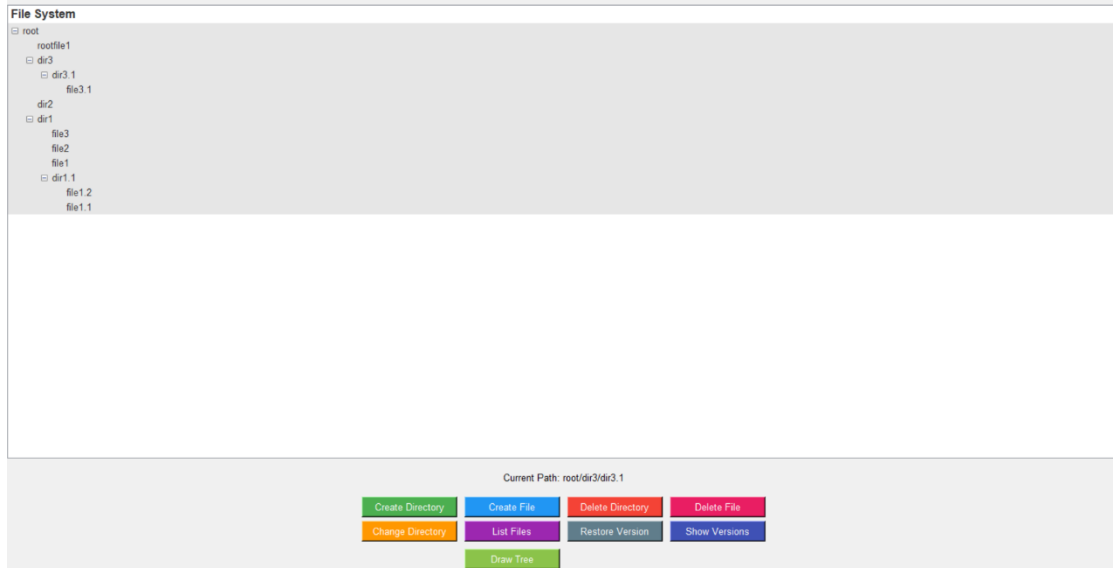 File System
root
rootfile1
dir3
dir3.1
file3.1
dir2
dir1
file3
file2
file1
dir1.1
file1.2
file1.1
Current Path: root/dir3/dir3.1
Create Directory Create File Delete Directory Delete File
Change Directory List Files Restore Version Show Versions
Draw Tree